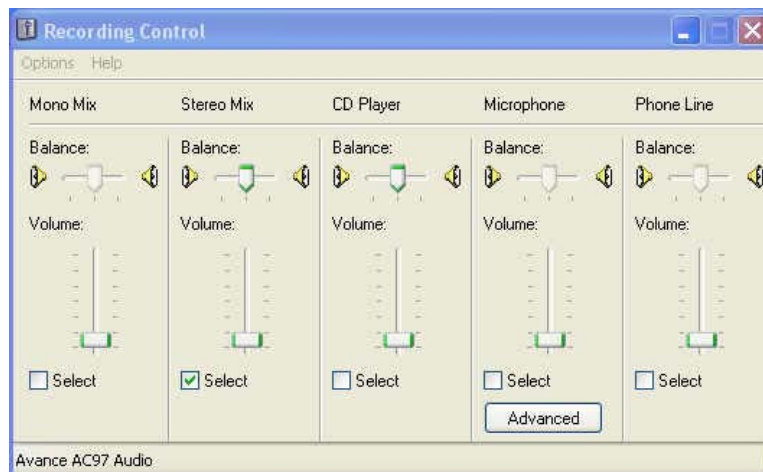 Recording Control
Options Help
Mono Mix Stereo Mix CD Player Microphone Phone Line
Balance: Balance: Balance: Balance: Balance:
Volume: Volume: Volume: Volume: Volume:
Select Select Select Select Select
Advanced
Avance AC97 Audio